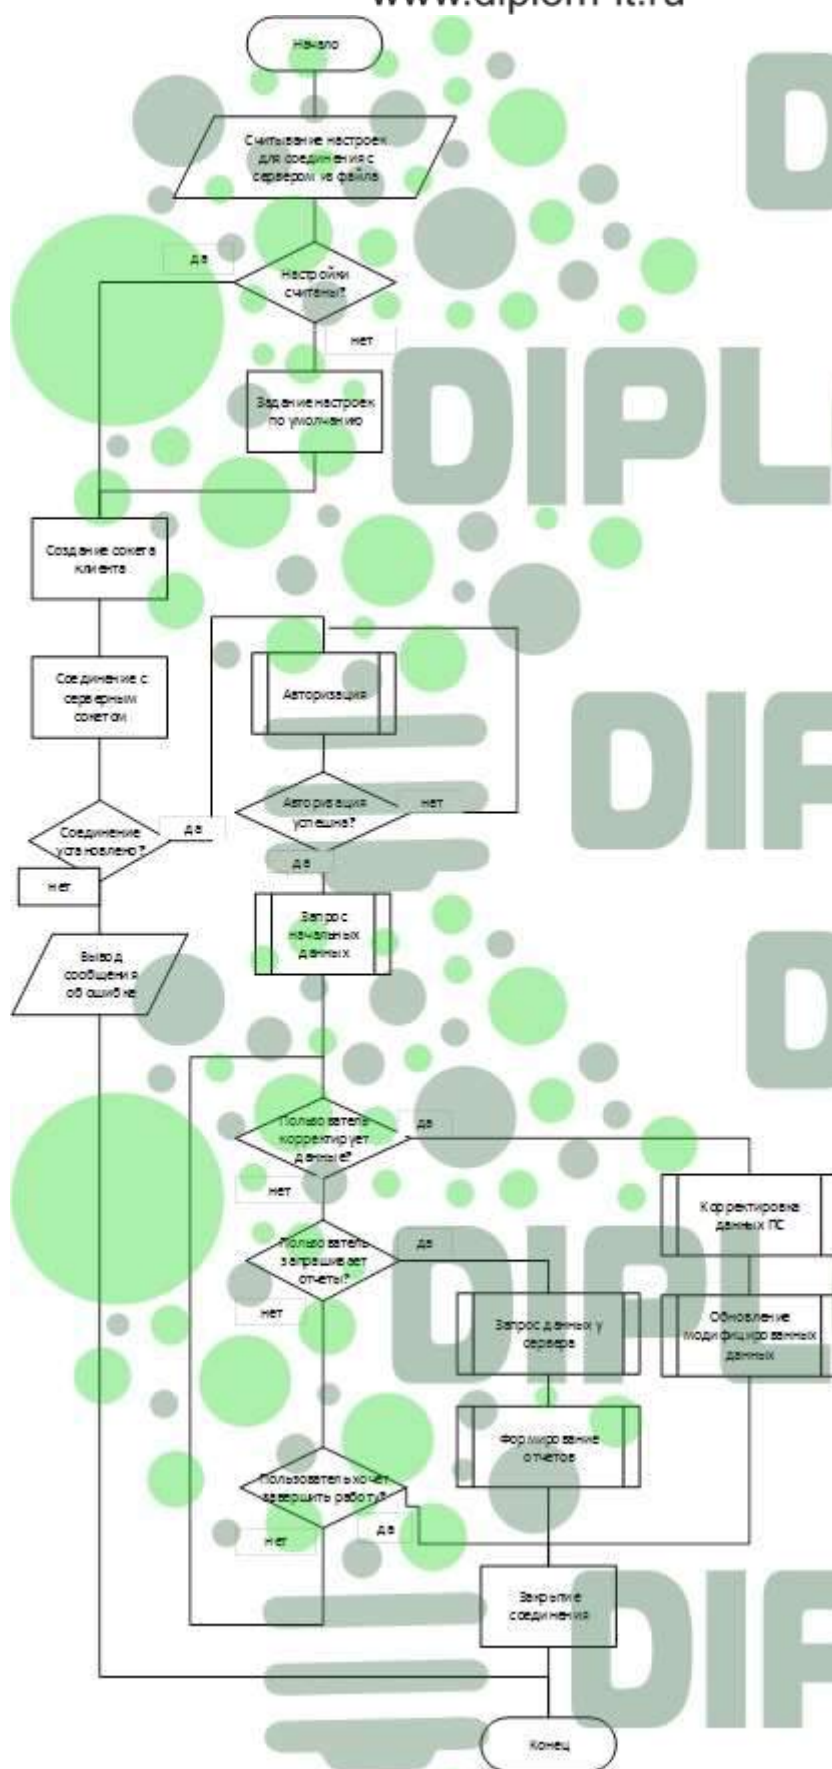 www.diplom-it.ru
Начало
Считывание настроек
для соединения с
сервером из файла
да
Настройки
считаны?
нет
Задание настроек
по умолчанию
Создание сокета
клиента
Соединение с
серверным
сокетом
Авторизация
Авторизация
успешна?
нет
Соединение
установлено?
да
да
нет
Запрос
начальных
данных
Вывод
сообщения
об ошибке
Пользователь
корректирует
данные?
да
нет
Корректировка
данных ПС
Пользователь
запрашивает
отчеты?
да
нет
Запрос данных у
сервера
Обновление
модифицированных
данных
Формирование
отчетов
Пользователь хочет
завершить работу?
да
нет
Закрытие
соединения
Конец
D
DIPL
DIP
D
DIPL
DIP